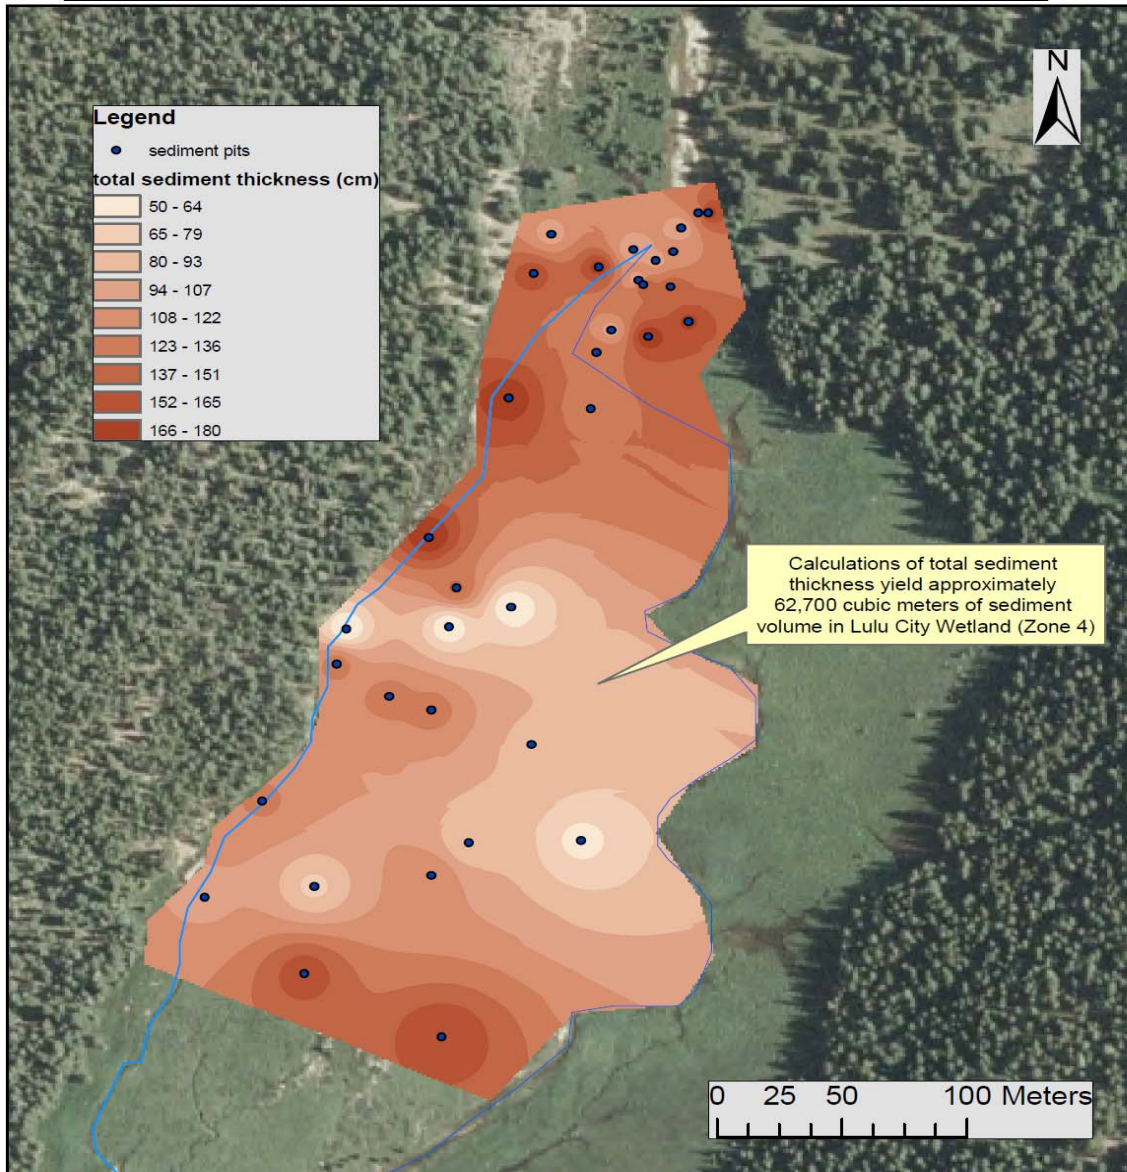 N
Legend
sediment pits
total sediment thickness (cm)
50 - 64
65 - 79
80 - 93
94 - 107
108 - 122
123 - 136
137 - 151
152 - 165
166 - 180
Calculations of total sediment
thickness yield approximately
62,700 cubic meters of sediment
volume in Lulu City Wetland (Zone 4)
0 25 50 100 Meters